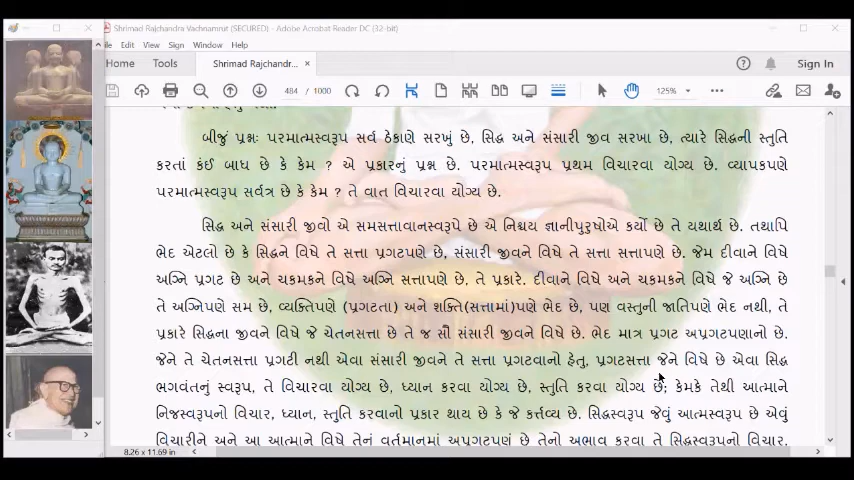 Shrimad Rajchandra Vachnamrut (SECURED) - Adobe Acrobat Reader DC (32-bit)
Edit View Sign Window Help
Home Tools Shrimad Rajchandr... × Sign In
484 / 1000 125%
બીજું પ્રશ્નઃ પરમાત્મસ્વરૂપ સર્વ ઠેકાણે સરખું છે, સિદ્ધ અને સંસારી જીવ સરખા છે, ત્યારે સિદ્ધની સ્તુતિ
કરતાં કંઈ બાધ છે કે કેમ ? એ પ્રકારનું પ્રશ્ન છે. પરમાત્મસ્વરૂપ પ્રથમ વિચારવા યોગ્ય છે. વ્યાપકપણે
પરમાત્મસ્વરૂપ સર્વત્ર છે કે કેમ ? તે વાત વિચારવા યોગ્ય છે.
સિદ્ધ અને સંસારી જીવો એ સમસત્તાવાનસ્વરૂપે છે એ નિશ્ચય જ્ઞાનીપુરુષોએ કર્યો છે તે યથાર્થ છે. તથાપિ
ભેદ એટલો છે કે સિદ્ધને વિષે તે સત્તા પ્રગટપણે છે, સંસારી જીવને વિષે તે સત્તા સત્તાપણે છે. જેમ દીવાને વિષે
અગ્નિ પ્રગટ છે અને ચકમકને વિષે અગ્નિ સત્તાપણે છે, તે પ્રકારે. દીવાને વિષે અને ચકમકને વિષે જે અગ્નિ છે
તે અગ્નિપણે સમ છે, વ્યક્તિપણે (પ્રગટતા) અને શક્તિ(સત્તામાં)પણે ભેદ છે, પણ વસ્તુની જાતિપણે ભેદ નથી, તે
પ્રકારે સિદ્ધના જીવને વિષે જે ચેતનસત્તા છે તે જ સૌ સંસારી જીવને વિષે છે. ભેદ માત્ર પ્રગટ અપ્રગટપણાનો છે.
જેને તે ચેતનસત્તા પ્રગટી નથી એવા સંસારી જીવને તે સત્તા પ્રગટવાનો હેતુ, પ્રગટસત્તા જેને વિષે છે એવા સિદ્ધ
ભગવંતનું સ્વરૂપ, તે વિચારવા યોગ્ય છે, ધ્યાન કરવા યોગ્ય છે, સ્તુતિ કરવા યોગ્ય છે; કેમકે તેથી આત્માને
નિજસ્વરૂપનો વિચાર, ધ્યાન, સ્તુતિ કરવાનો પ્રકાર થાય છે કે જે કર્ત્તવ્ય છે. સિદ્ધસ્વરૂપ જેવું આત્મસ્વરૂપ છે એવું
વિચારીને અને આ આત્માને વિષે તેનું વર્તમાનમાં અપ્રગટપણું છે તેનો અભાવ કરવા તે સિદ્ધસ્વરૂપનો વિચાર,
8.26 x 11.69 in